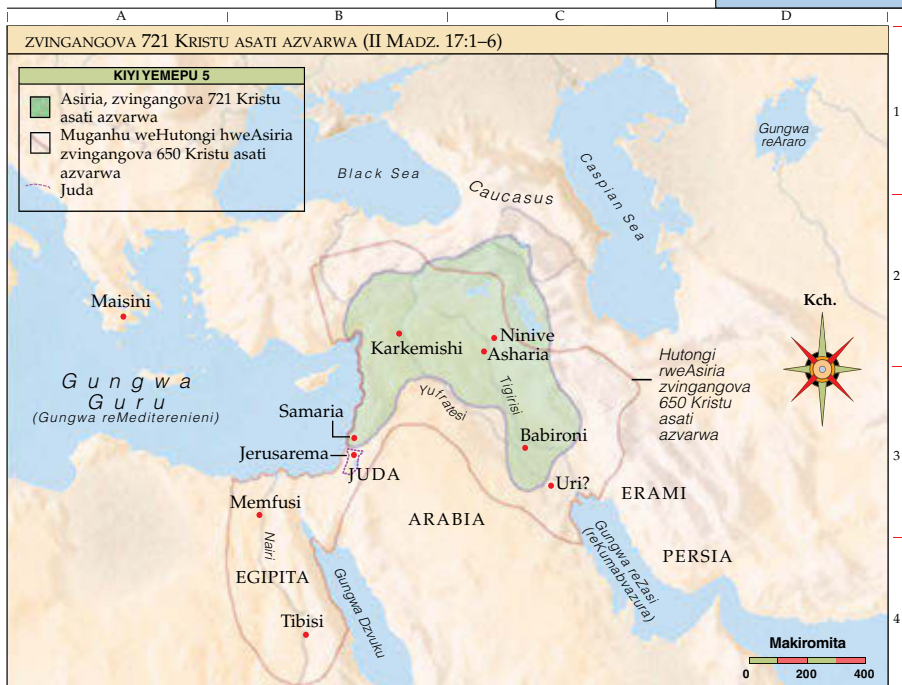 A B C D
ZVINGANGOVA 721 KRISTU ASATI AZVARWA (II MADZ. 17:1–6)
KIYI YEMEPU 5
Asiria, zvingangova 721 Kristu
asati azvarwa
Muganhu weHutongi hweAsiria
zvingangova 650 Kristu asati
azvarwa
Juda
1
Gungwa
reAraro
Black Sea
Caucasus
Caspian Sea
2
Maisini
Kch.
Karkemishi
Ninive
Asharia
Hutongi
rweAsiria
zvingangova
650 Kristu
asati
azvarwa
Gungwa
Guru
(Gungwa reMediterenieni)
Yufratesi
Tigirisi
Samaria
Babironi
Jerusarema
3
JUDA
Uri?
ERAMI
Memfusi
ARABIA
Nairi
Gungwa reZasi
(reKumabvazura)
PERSIA
EGIPITA
Gungwa Dzvuku
Tibisi
4
Makiromita
0 200 400